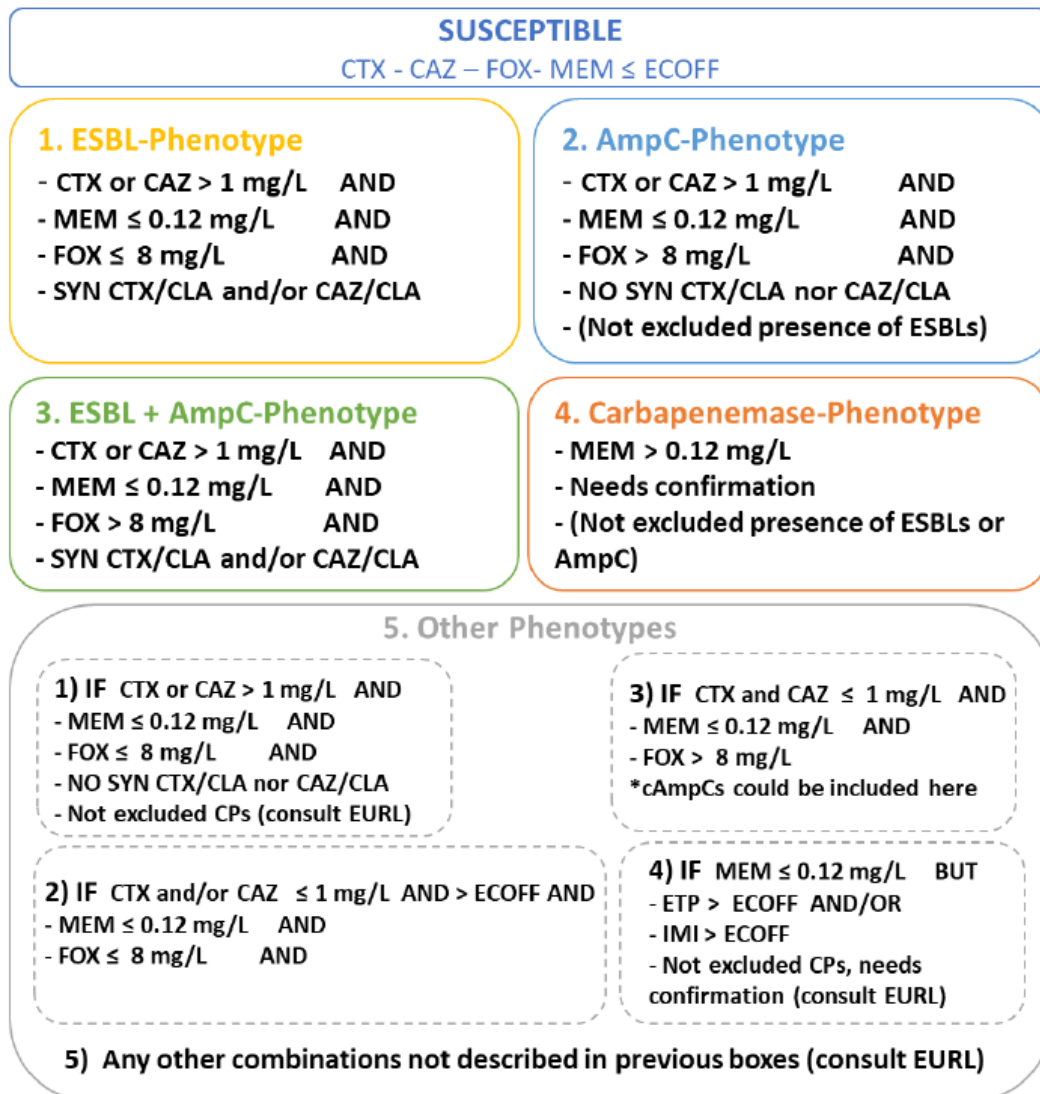 SUSCEPTIBLE
CTX - CAZ – FOX- MEM ≤ ECOFF
1. ESBL-Phenotype
- CTX or CAZ > 1 mg/L AND
- MEM ≤ 0.12 mg/L AND
- FOX ≤ 8 mg/L AND
- SYN CTX/CLA and/or CAZ/CLA
2. AmpC-Phenotype
- CTX or CAZ > 1 mg/L AND
- MEM ≤ 0.12 mg/L AND
- FOX > 8 mg/L AND
- NO SYN CTX/CLA nor CAZ/CLA
- (Not excluded presence of ESBLs)
3. ESBL + AmpC-Phenotype
- CTX or CAZ > 1 mg/L AND
- MEM ≤ 0.12 mg/L AND
- FOX > 8 mg/L AND
- SYN CTX/CLA and/or CAZ/CLA
4. Carbapenemase-Phenotype
- MEM > 0.12 mg/L
- Needs confirmation
- (Not excluded presence of ESBLs or
AmpC)
5. Other Phenotypes
1) IF CTX or CAZ > 1 mg/L AND
- MEM ≤ 0.12 mg/L AND
- FOX ≤ 8 mg/L AND
- NO SYN CTX/CLA nor CAZ/CLA
- Not excluded CPs (consult EURL)
2) IF CTX and/or CAZ ≤ 1 mg/L AND > ECOFF AND
- MEM ≤ 0.12 mg/L AND
- FOX ≤ 8 mg/L AND
3) IF CTX and CAZ ≤ 1 mg/L AND
- MEM ≤ 0.12 mg/L AND
- FOX > 8 mg/L
*cAmpCs could be included here
4) IF MEM ≤ 0.12 mg/L BUT
- ETP > ECOFF AND/OR
- IMI > ECOFF
- Not excluded CPs, needs
confirmation (consult EURL)
5) Any other combinations not described in previous boxes (consult EURL)